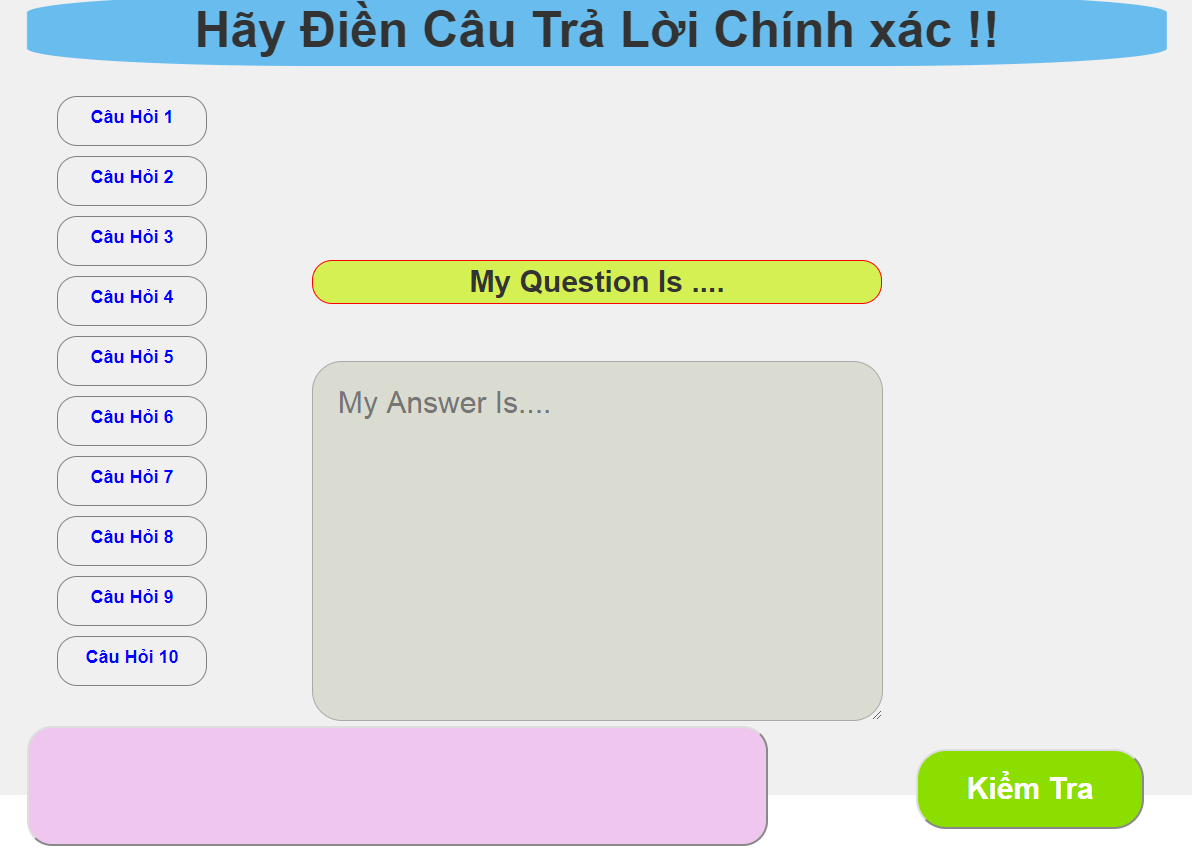 Hãy Điền Câu Trả Lời Chính xác !!
Câu Hỏi 1
Câu Hỏi 2
Câu Hỏi 3
Câu Hỏi 4
Câu Hỏi 5
Câu Hỏi 6
Câu Hỏi 7
Câu Hỏi 8
Câu Hỏi 9
Câu Hỏi 10
My Question Is ....
My Answer Is....
Kiểm Tra